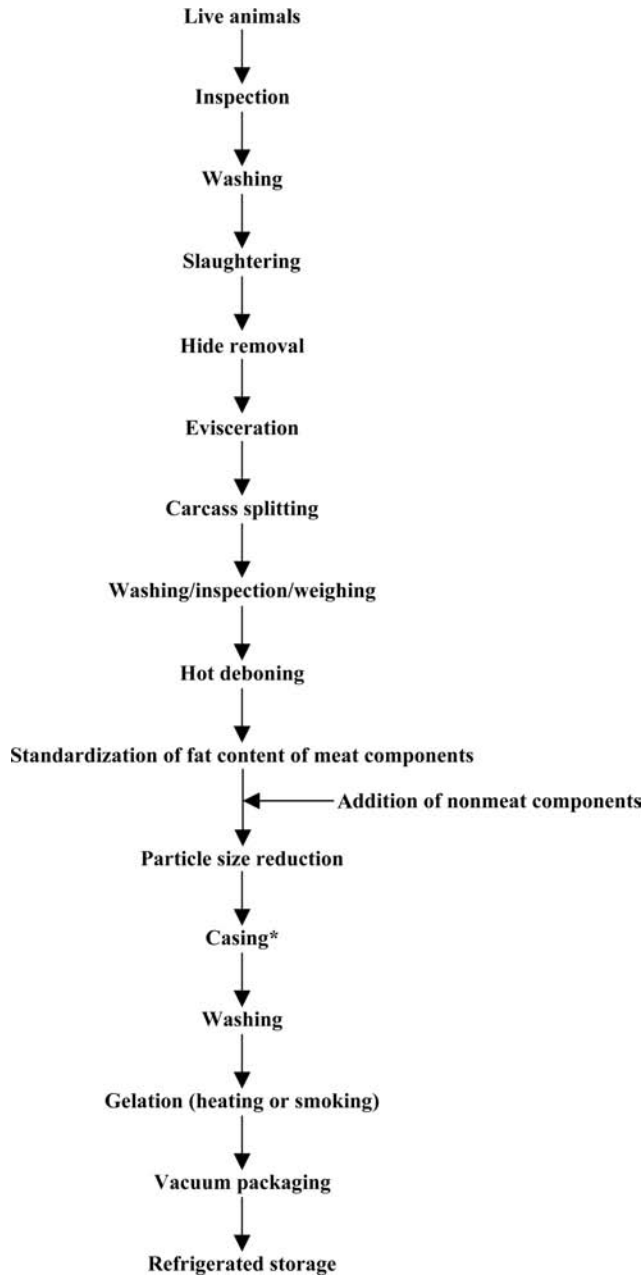 Live animals
Inspection
Washing
Slaughtering
Hide removal
Evisceration
Carcass splitting
Washing/inspection/weighing
Hot deboning
Standardization of fat content of meat components
Addition of nonmeat components
Particle size reduction
Casing*
Washing
Gelation (heating or smoking)
Vacuum packaging
Refrigerated storage